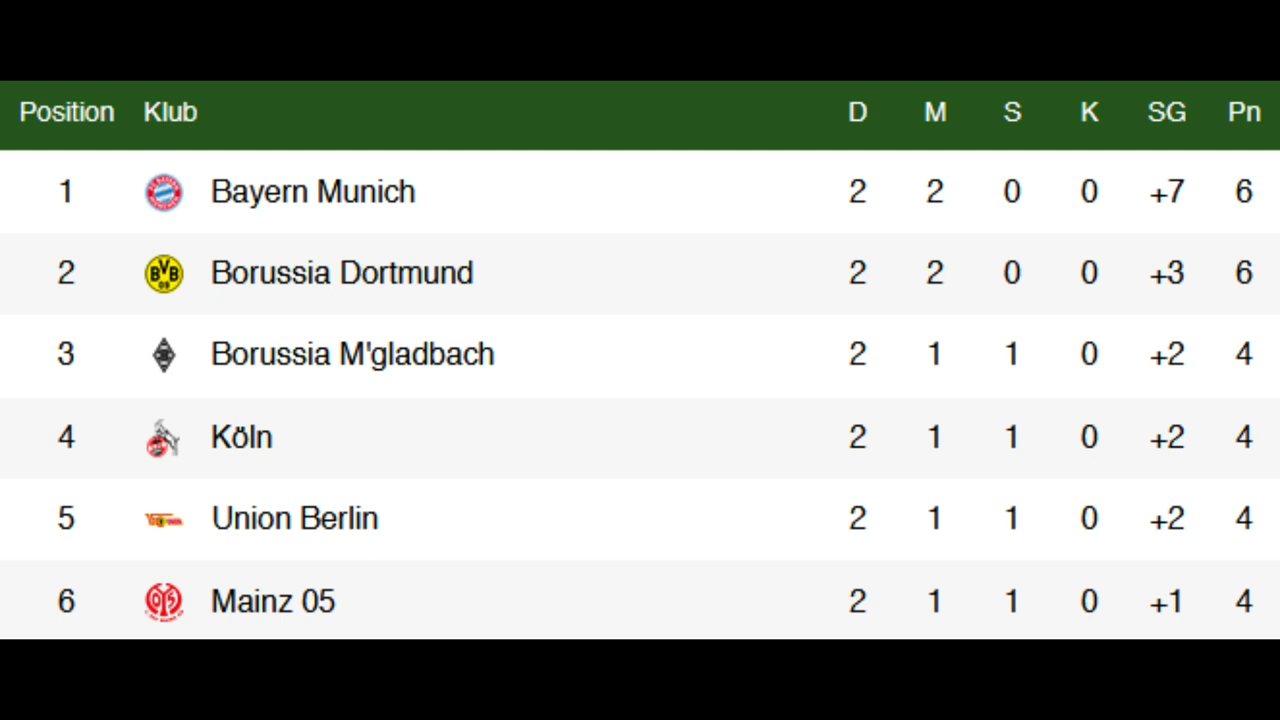 Position Klub D M S K SG Pn
1 Bayern Munich 2 2 0 0 +7 6
2 BVB 09 Borussia Dortmund 2 2 0 0 +3 6
3 Borussia M'gladbach 2 1 1 0 +2 4
4 Köln 2 1 1 0 +2 4
5 Union Berlin 2 1 1 0 +2 4
6 Mainz 05 2 1 1 0 +1 4